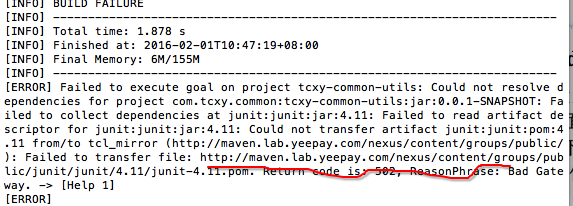 [INFO] BUILD FAILURE
[INFO] ------------------------------------------------------------------------
[INFO] Total time: 1.878 s
[INFO] Finished at: 2016-02-01T10:47:19+08:00
[INFO] Final Memory: 6M/155M
[INFO] ------------------------------------------------------------------------
[ERROR] Failed to execute goal on project tcxy-common-utils: Could not resolve d
ependencies for project com.tcxy.common:tcxy-common-utils:jar:0.0.1-SNAPSHOT: Fa
iled to collect dependencies at junit:junit:jar:4.11: Failed to read artifact de
scriptor for junit:junit:jar:4.11: Could not transfer artifact junit:junit:pom:4
.11 from/to tcl_mirror (http://maven.lab.yeepay.com/nexus/content/groups/public/
): Failed to transfer file: http://maven.lab.yeepay.com/nexus/content/groups/pub
lic/junit/junit/4.11/junit-4.11.pom. Return code is: 502, ReasonPhrase: Bad Gate
way. -> [Help 1]
[ERROR]